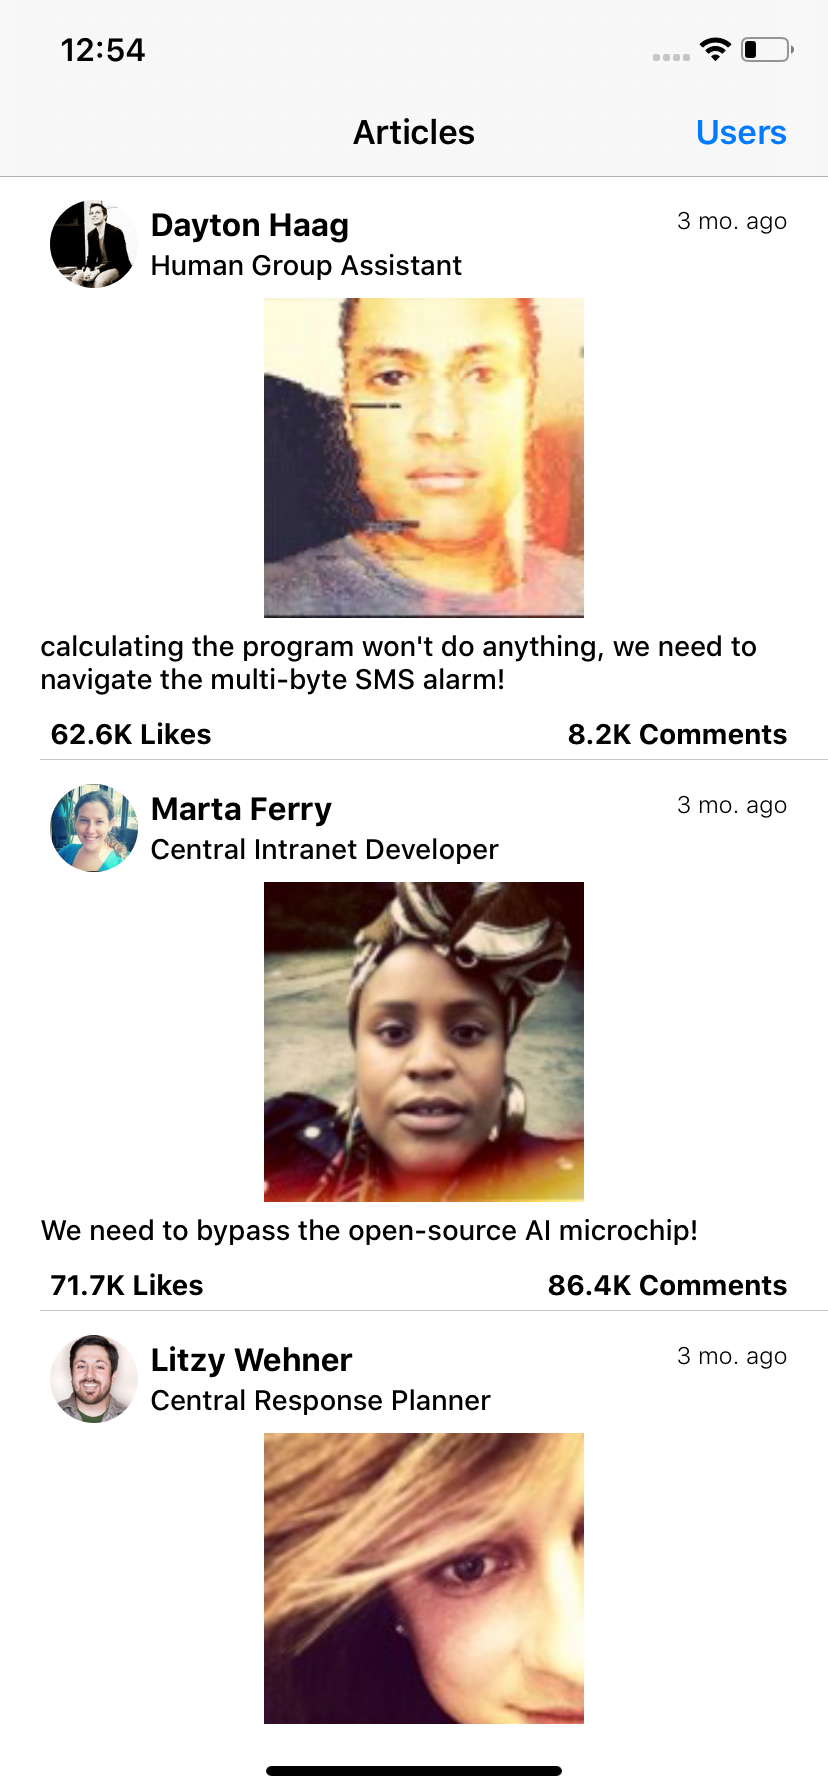 12:54
Articles
Users
Dayton Haag
3 mo. ago
Human Group Assistant
calculating the program won't do anything, we need to
navigate the multi-byte SMS alarm!
62.6K Likes
8.2K Comments
Marta Ferry
3 mo. ago
Central Intranet Developer
We need to bypass the open-source AI microchip!
71.7K Likes
86.4K Comments
Litzy Wehner
3 mo. ago
Central Response Planner